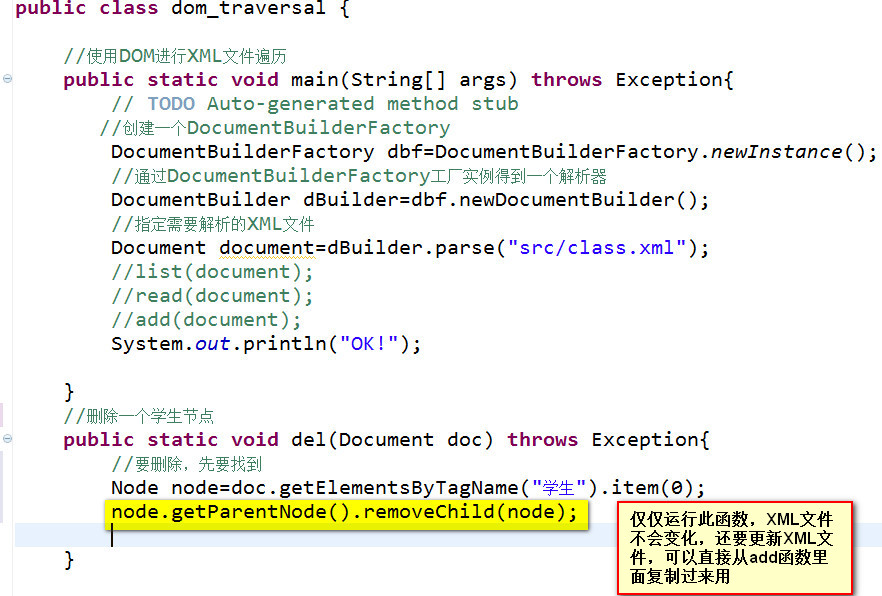 public class dom_traversal {
//使用DOM进行XML文件遍历
public static void main(String[] args) throws Exception{
// TODO Auto-generated method stub
//创建一个DocumentBuilderFactory
DocumentBuilderFactory dbf=DocumentBuilderFactory.newInstance();
//通过DocumentBuilderFactory工厂实例得到一个解析器
DocumentBuilder dBuilder=dbf.newDocumentBuilder();
//指定需要解析的XML文件
Document document=dBuilder.parse("src/class.xml");
//list(document);
//read(document);
//add(document);
System.out.println("OK!");
}
//删除一个学生节点
public static void del(Document doc) throws Exception{
//要删除，先要找到
Node node=doc.getElementsByTagName("学生").item(0);
node.getParentNode().removeChild(node);
}
仅仅运行此函数，XML文件
不会变化，还要更新XML文
件，可以直接从add函数里
面复制过来用